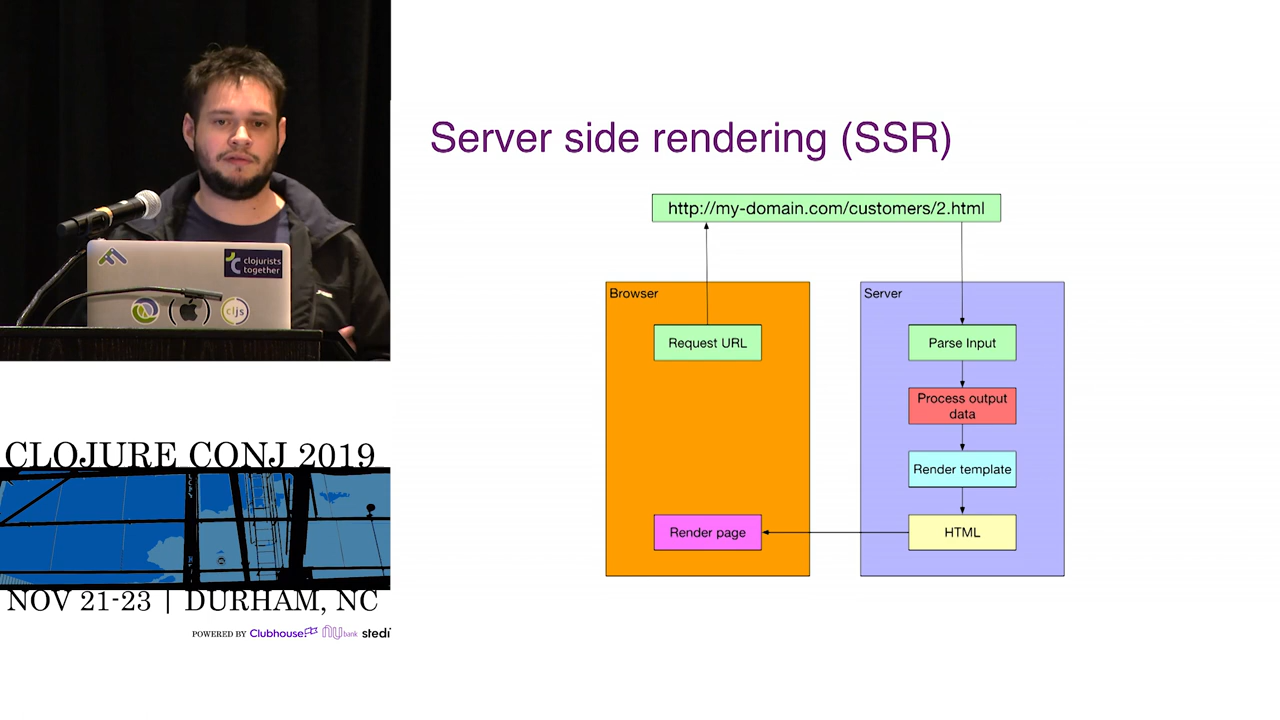 Server side rendering (SSR)
http://my-domain.com/customers/2.html
Browser
Request URL
Render page
Server
Parse Input
Process output
data
Render template
HTML
clojurists
together
cljs
CLOJURE CONJ 2019
NOV 21-23 | DURHAM, NC
POWERED BY Clubhouse nu bank stedi